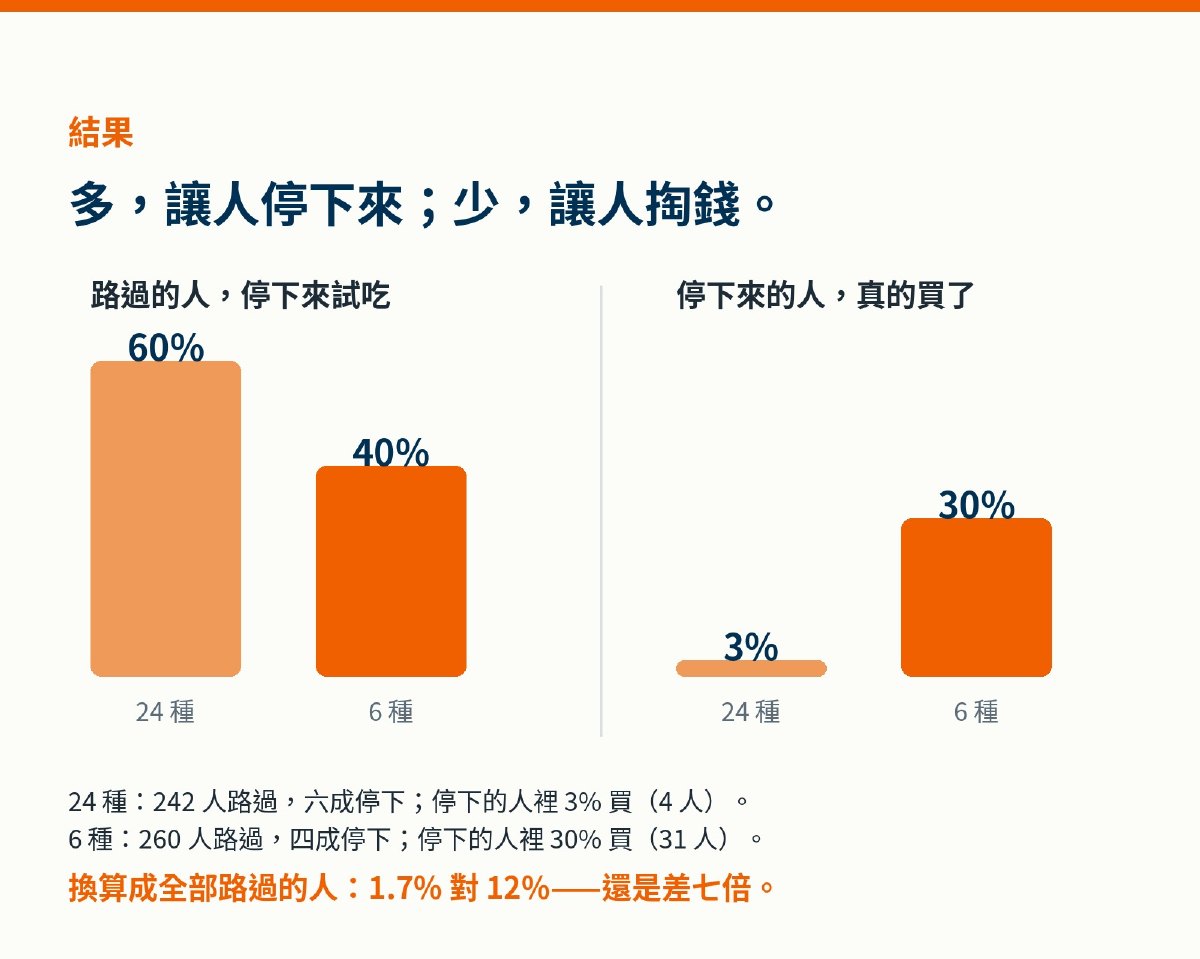 結果
多，讓人停下來；少，讓人掏錢。
路過的人，停下來試吃
60%
40%
24 種
6 種
停下來的人，真的買了
3%
30%
24 種
6 種
24 種：242 人路過，六成停下；停下的人裡 3% 買（4 人）。
6 種：260 人路過，四成停下；停下的人裡 30% 買（31 人）。
換算成全部路過的人：1.7% 對 12%——還是差七倍。